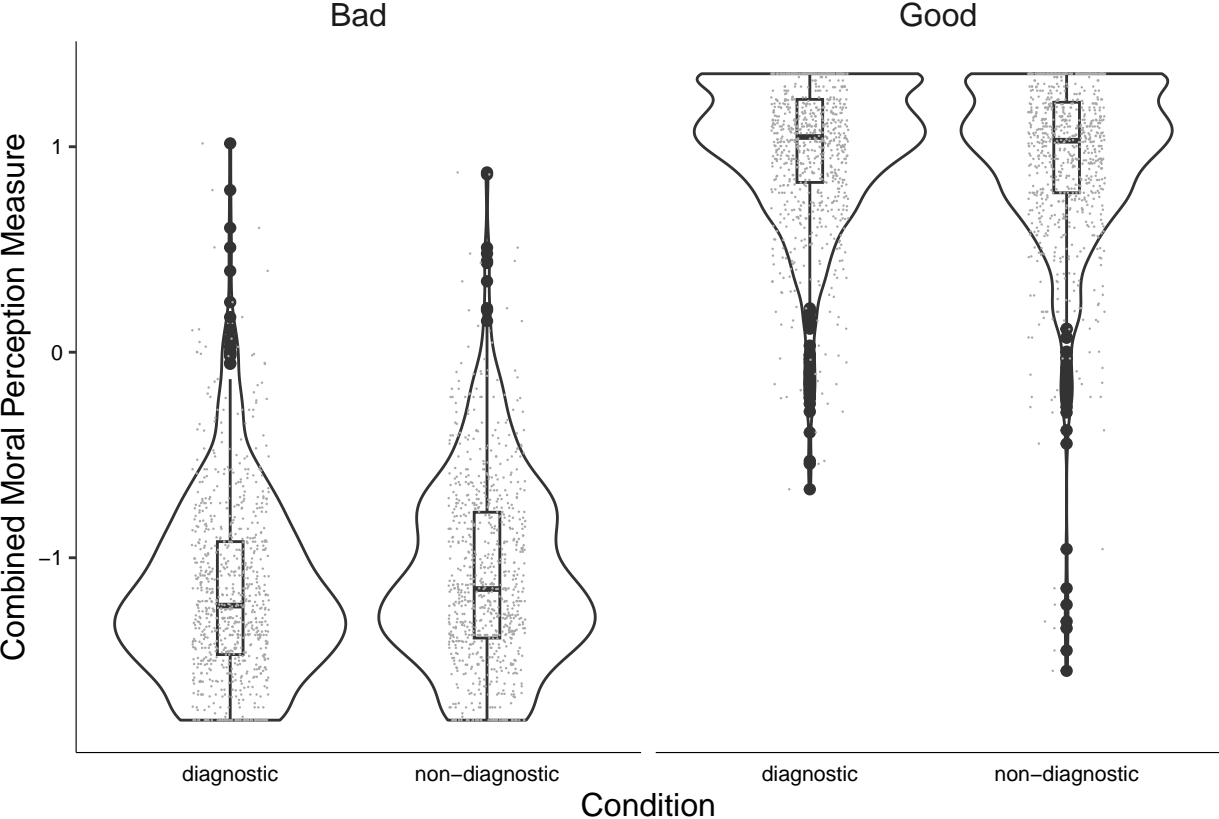 Bad
Good
Combined Moral Perception Measure
1
0
−1
diagnostic
non−diagnostic
diagnostic
non−diagnostic
Condition